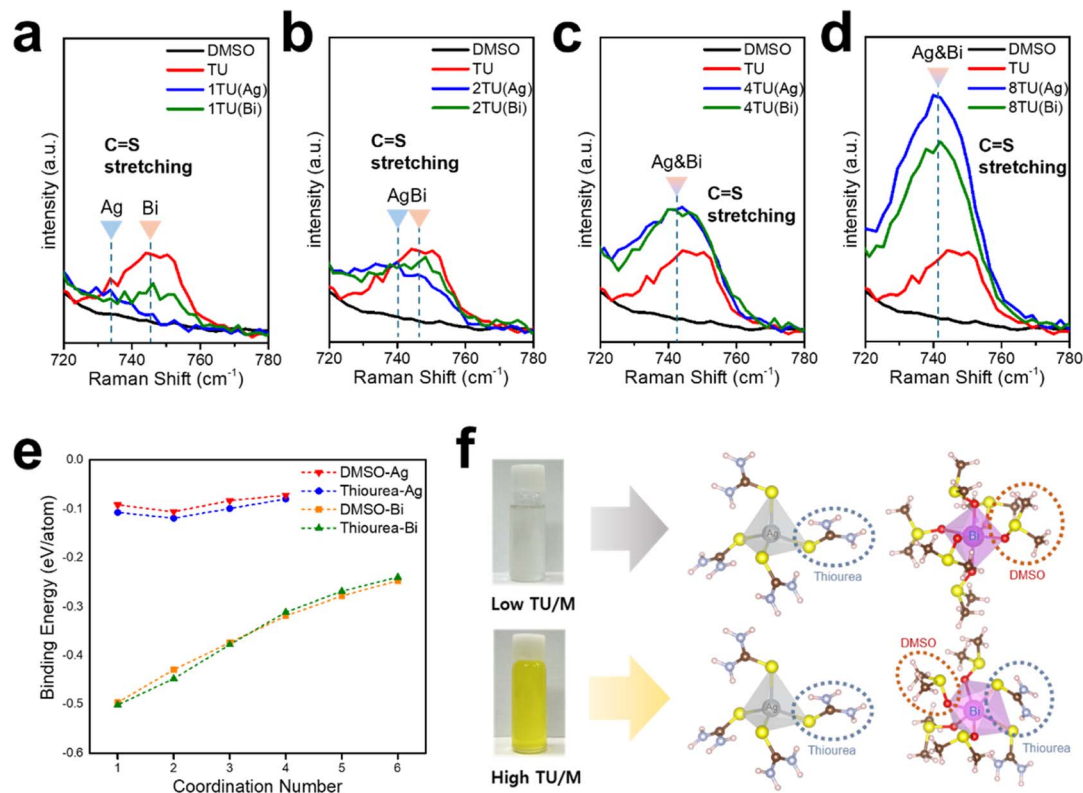 a
DMSO
TU
1TU(Ag)
1TU(Bi)
C=S
stretching
Ag
Bi
intensity (a.u.)
720 740 760 780
Raman Shift (cm-1)
b
DMSO
TU
2TU(Ag)
2TU(Bi)
C=S
stretching
AgBi
intensity (a.u.)
720 740 760 780
Raman Shift (cm-1)
c
DMSO
TU
4TU(Ag)
4TU(Bi)
Ag&Bi
C=S
stretching
intensity (a.u.)
720 740 760 780
Raman Shift (cm-1)
d
Ag&Bi
DMSO
TU
8TU(Ag)
8TU(Bi)
C=S
stretching
intensity (a.u.)
720 740 760 780
Raman Shift (cm-1)
e
0.0
-0.1
-0.2
-0.3
-0.4
-0.5
-0.6
Binding Energy (eV/atom)
DMSO-Ag
Thiourea-Ag
DMSO-Bi
Thiourea-Bi
1 2 3 4 5 6
Coordination Number
f
Low TU/M
Ag
Thiourea
Bi
DMSO
High TU/M
Ag
Thiourea
DMSO
Bi
Thiourea